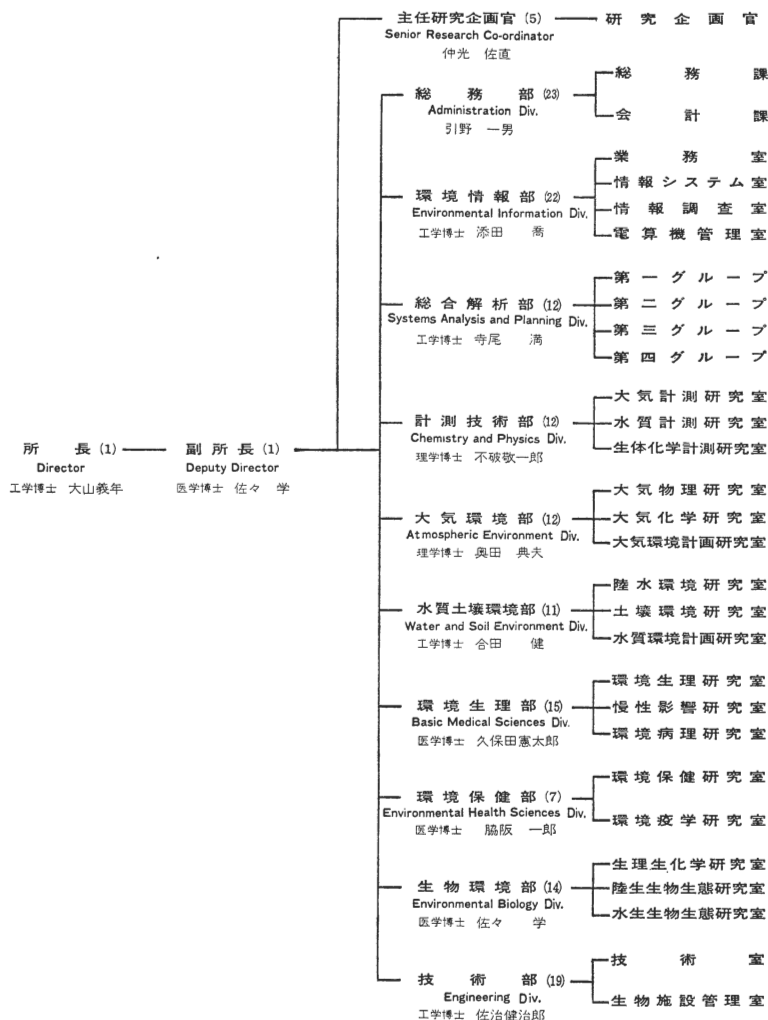 主任研究企画官(5)
Senior Research Co-ordinator
仲光 佐直
研究企画官
総務部(23)
Administration Div.
引野 一男
総務課
会計課
環境情報部(22)
Environmental Information Div.
工学博士 添田 喬
業務室
情報システム室
情報調査室
電算機管理室
総合解析部(12)
Systems Analysis and Planning Div.
工学博士 寺尾 満
第一グループ
第二グループ
第三グループ
第四グループ
所長(1)
Director
工学博士 大山義年
副所長(1)
Deputy Director
医学博士 佐々 学
計測技術部(12)
Chemistry and Physics Div.
理学博士 不破敬一郎
大気計測研究室
水質計測研究室
生体化学計測研究室
大気環境部(12)
Atmospheric Environment Div.
理学博士 奥田 典夫
大気物理研究室
大気化学研究室
大気環境計画研究室
水質土壌環境部(11)
Water and Soil Environment Div.
工学博士 合田 健
陸水環境研究室
土壌環境研究室
水質環境計画研究室
環境生理部(15)
Basic Medical Sciences Div.
医学博士 久保田憲太郎
環境生理研究室
慢性影響研究室
環境病理研究室
環境保健部(7)
Environmental Health Sciences Div.
医学博士 脇阪 一郎
環境保健研究室
環境疫学研究室
生物環境部(14)
Environmental Biology Div.
医学博士 佐々 学
生理生化学研究室
陸生生物生態研究室
水生生物生態研究室
技術部(19)
Engineering Div.
工学博士 佐治健治郎
技術室
生物施設管理室